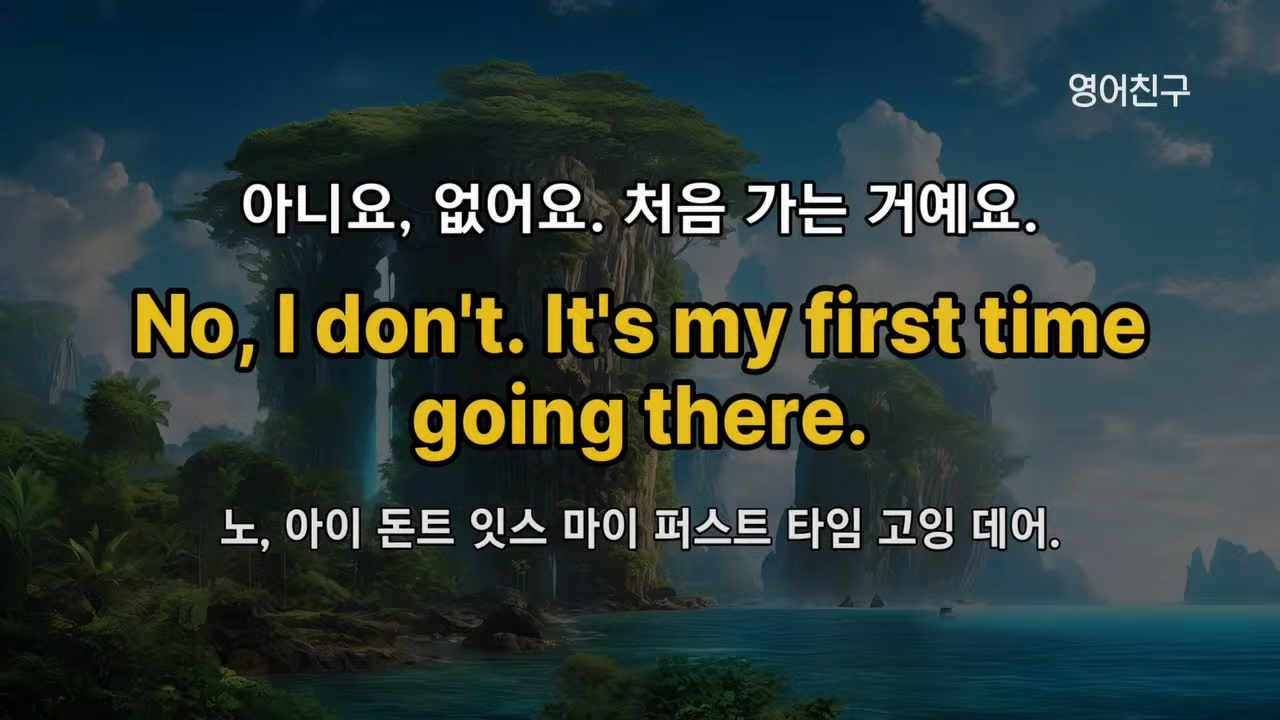 영어친구
아니요, 없어요. 처음 가는 거예요.
No, I don't. It's my first time
going there.
노, 아이 돈트 잇스 마이 퍼스트 타임 고잉 데어.